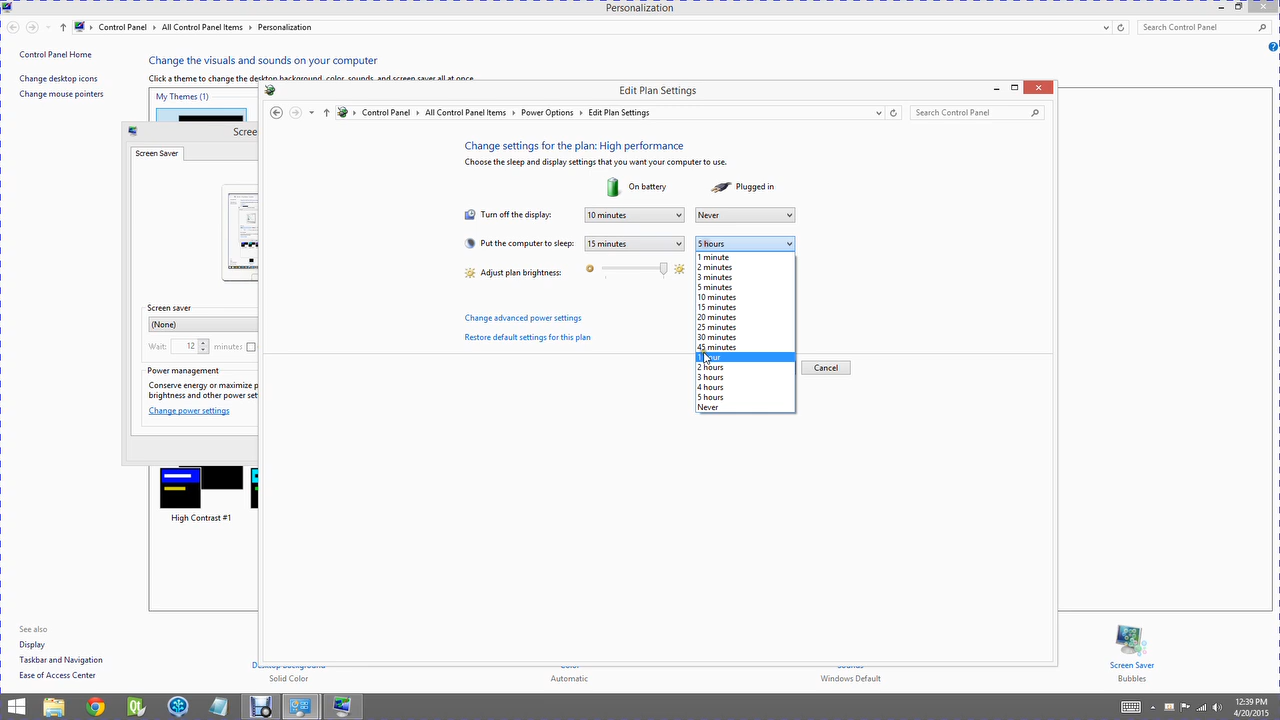 Personalization
Control Panel
All Control Panel Items
Personalization
Search Control Panel
Control Panel Home
Change desktop icons
Change mouse pointers
Change the visuals and sounds on your computer
Click a theme to change the desktop background, color, sounds, and screen saver all at once.
My Themes (1)
Edit Plan Settings
Control Panel
All Control Panel Items
Power Options
Edit Plan Settings
Search Control Panel
Screen Saver
Screen saver
(None)
Wait: 12 minutes
Power management
Conserve energy or maximize p
brightness and other power set
Change power settings
Change settings for the plan: High performance
Choose the sleep and display settings that you want your computer to use.
On battery
Plugged in
Turn off the display:
10 minutes
Never
Put the computer to sleep:
15 minutes
5 hours
Adjust plan brightness:
1 minute
2 minutes
3 minutes
5 minutes
10 minutes
15 minutes
20 minutes
25 minutes
30 minutes
45 minutes
1 hour
2 hours
3 hours
4 hours
5 hours
Never
Change advanced power settings
Restore default settings for this plan
Cancel
High Contrast #1
See also
Display
Taskbar and Navigation
Ease of Access Center
Desktop Background
Solid Color
Color
Automatic
Sounds
Windows Default
Screen Saver
Bubbles
12:39 PM
4/20/2015